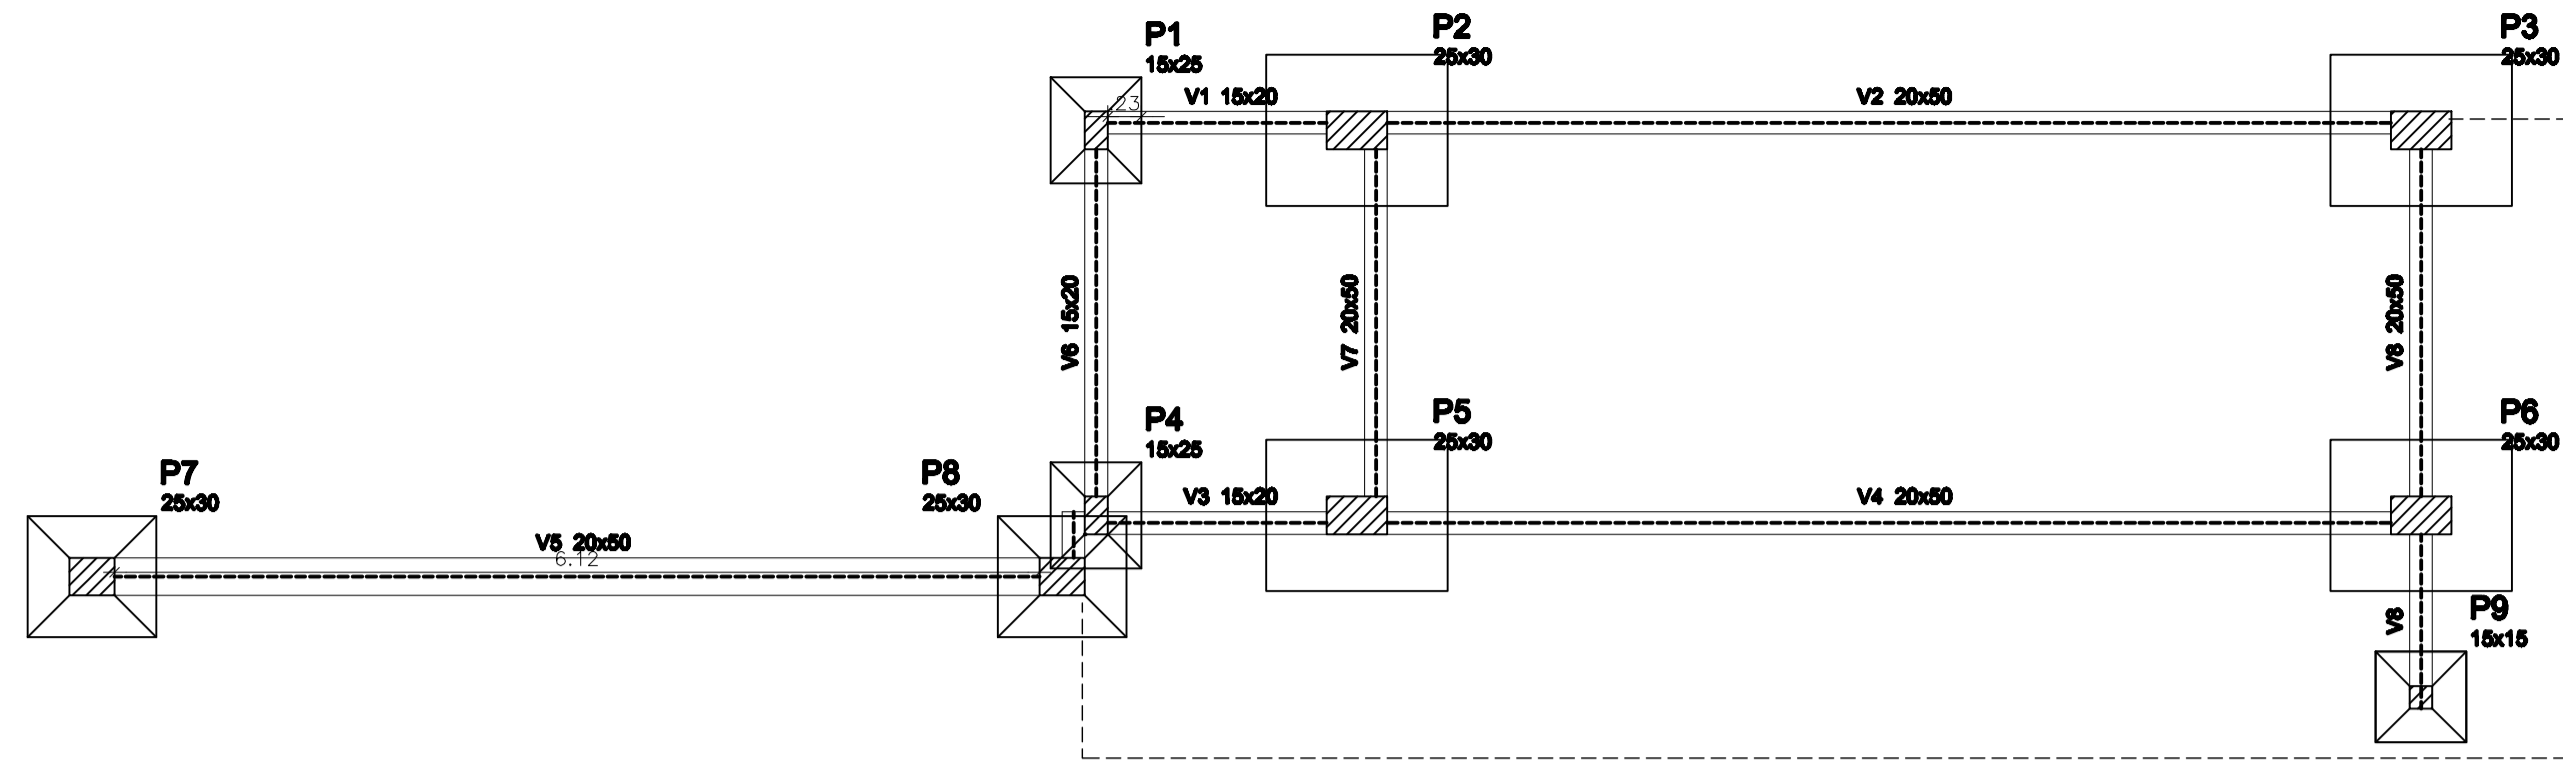 P1
15x25
P2
25x30
P3
25x30
.23
V1 15x20
V2 20x50
V6 15x20
V7 20x50
V8 20x50
P4
15x25
P5
25x30
P6
25x30
P7
25x30
P8
25x30
V3 15x20
V4 20x50
V5 20x50
6.12
V8
P9
15x15